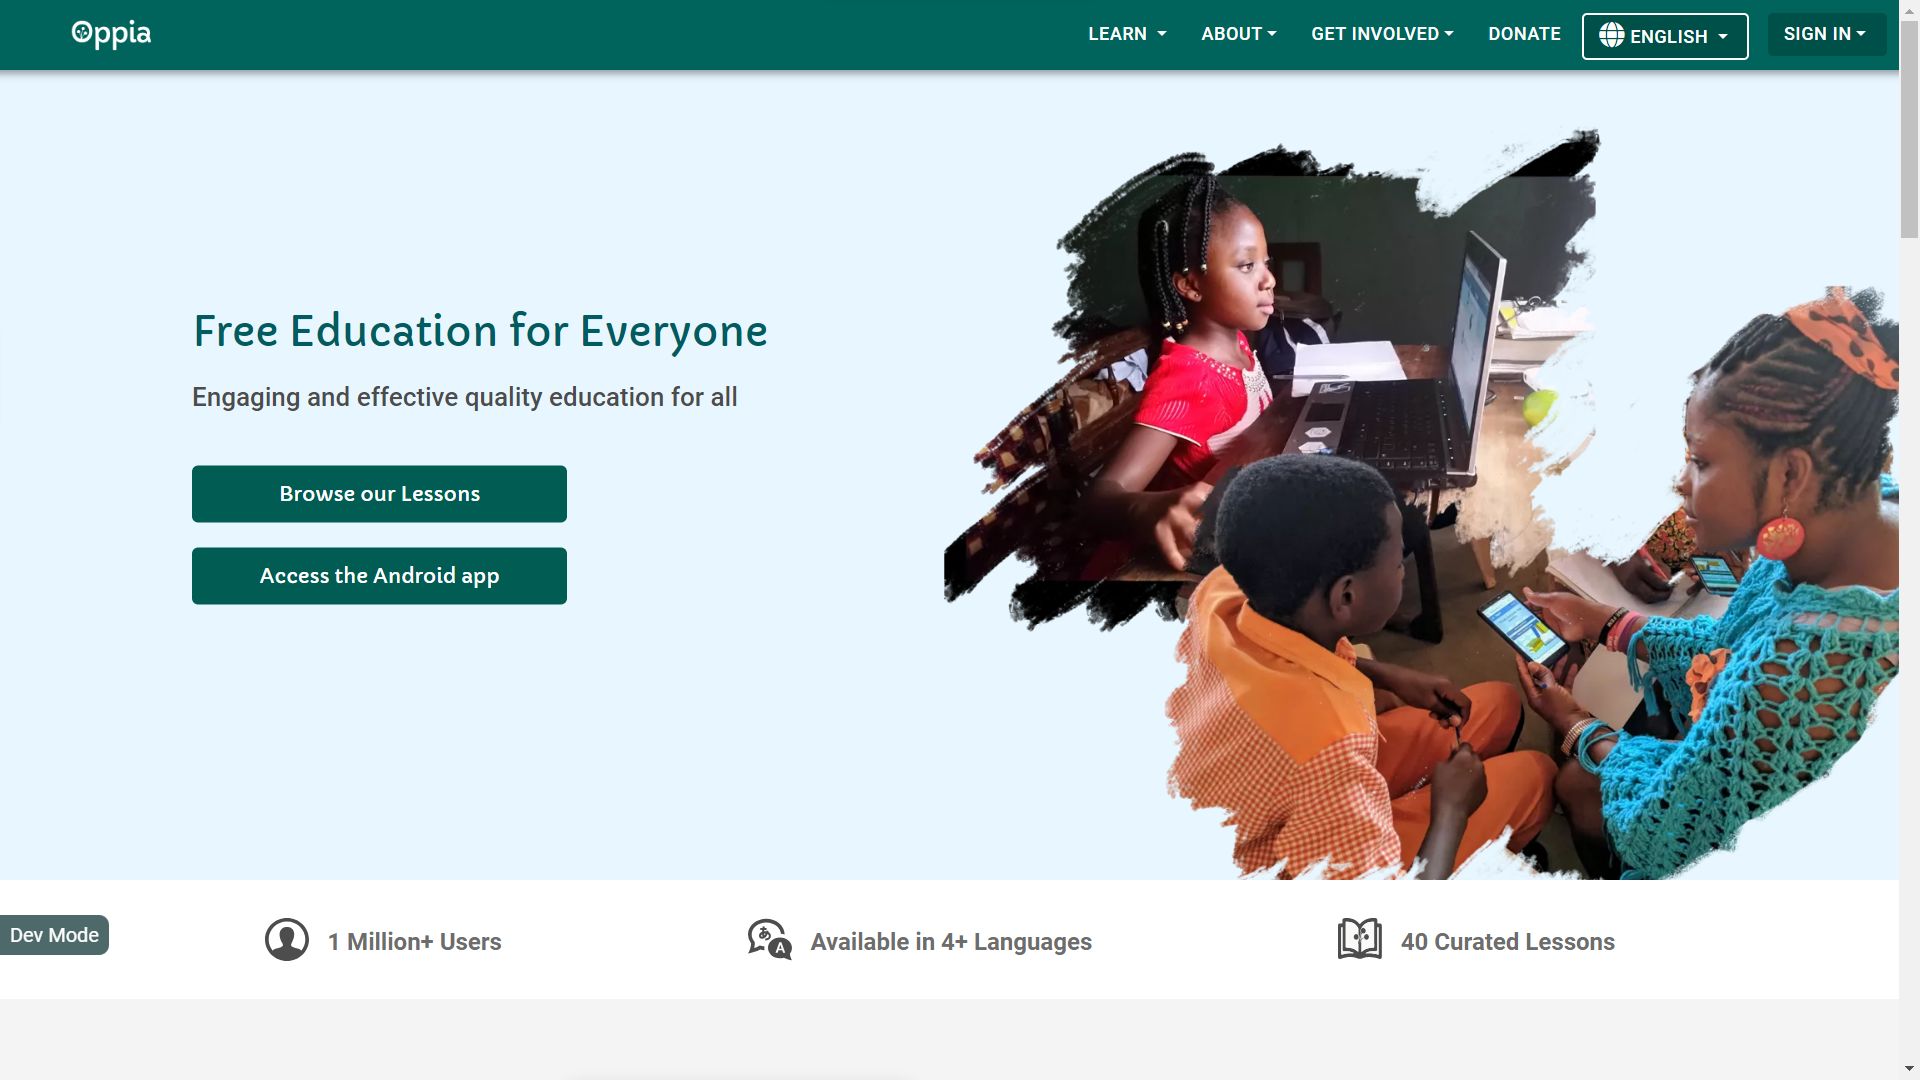 Oppia
LEARN
ABOUT
GET INVOLVED
DONATE
ENGLISH
SIGN IN
Free Education for Everyone
Engaging and effective quality education for all
Browse our Lessons
Access the Android app
Dev Mode
1 Million+ Users
あ A
Available in 4+ Languages
40 Curated Lessons